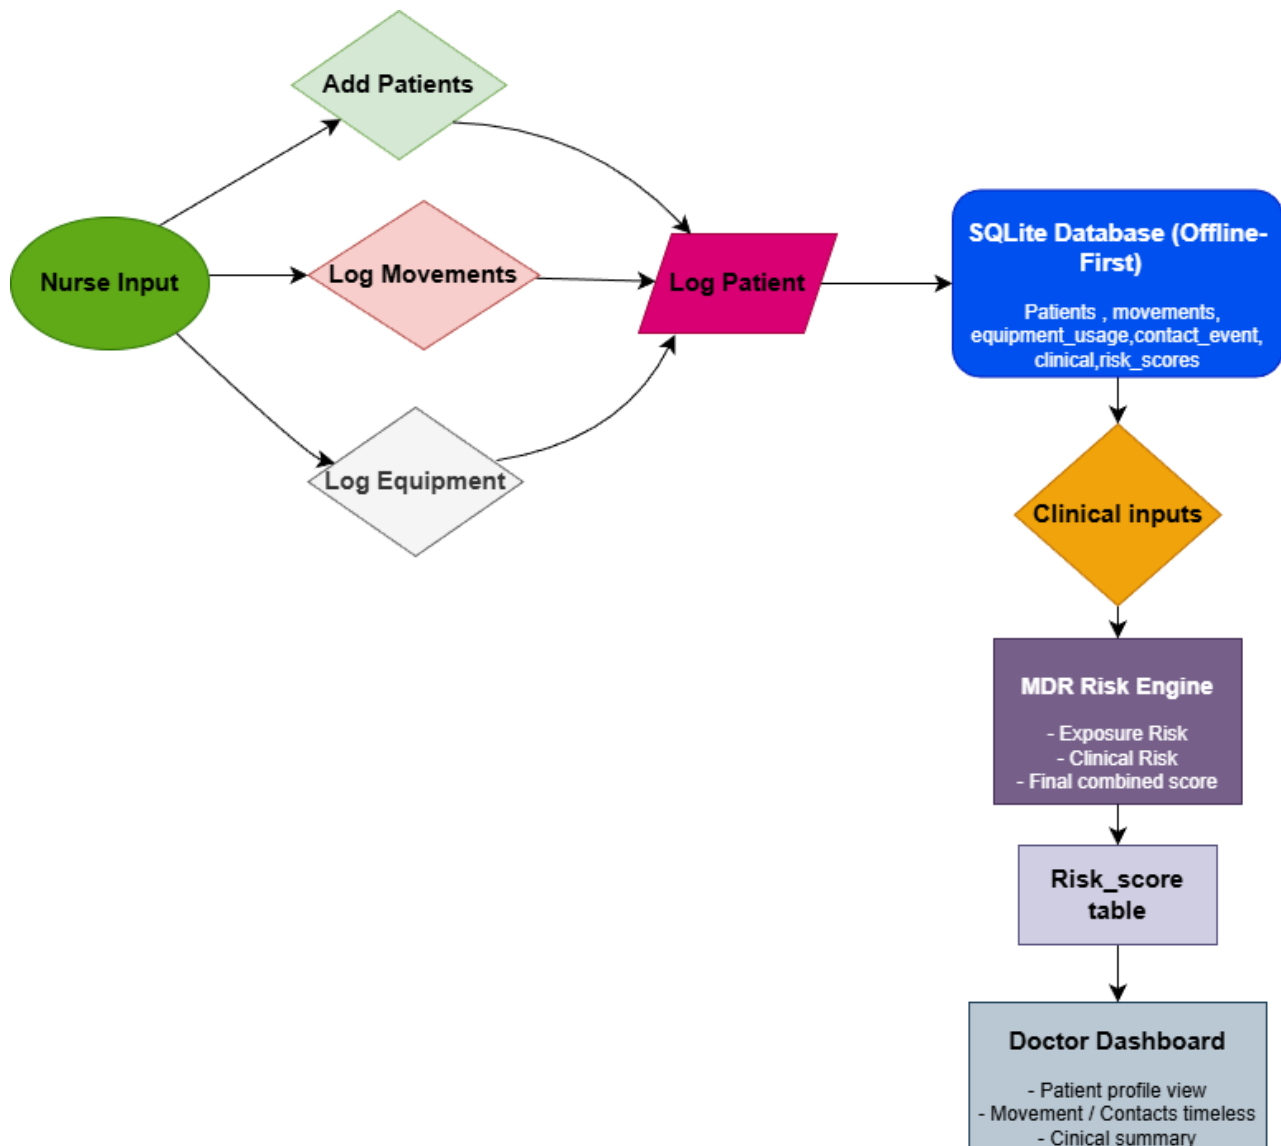 Add Patients
Nurse Input
Log Movements
Log Equipment
Log Patient
SQLite Database (Offline-
First)
Patients , movements,
equipment_usage,contact_event,
clinical,risk_scores
Clinical inputs
MDR Risk Engine
- Exposure Risk
- Clinical Risk
- Final combined score
Risk_score
table
Doctor Dashboard
- Patient profile view
- Movement / Contacts timeless
- Cinical summary